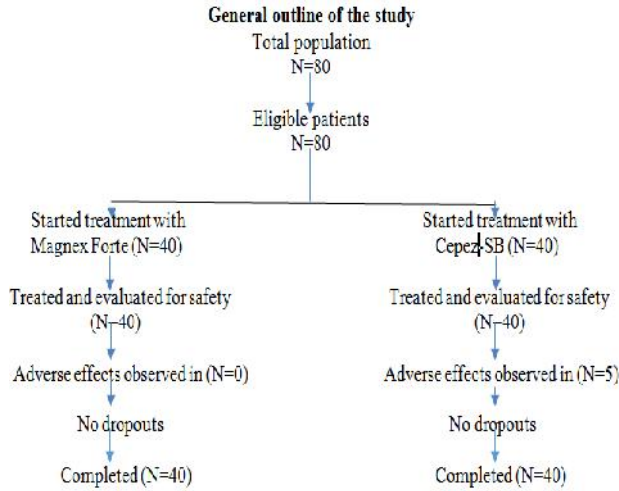 General outline of the study
Total population
N=80
Eligible patients
N=80
Started treatment with
Magnex Forte (N=40)
Treated and evaluated for safety
(N=40)
Adverse effects observed in (N=0)
No dropouts
Completed (N=40)
Started treatment with
Cepez-SB (N=40)
Treated and evaluated for safety
(N=40)
Adverse effects observed in (N=5)
No dropouts
Completed (N=40)